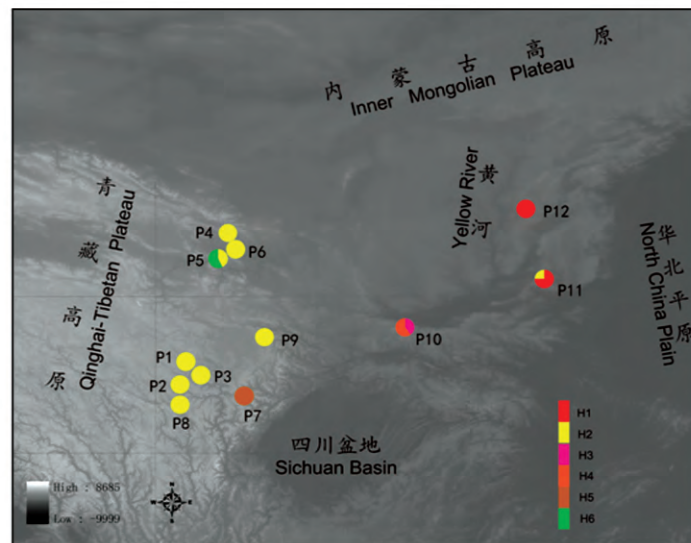 内蒙古高原
Inner Mongolian Plateau
青藏高原
Qinghai-Tibetan Plateau
黄河
Yellow River
华北平原
North China Plain
P12
P4
P6
P5
P11
P10
P9
P1
P3
P2
P7
P8
四川盆地
Sichuan Basin
H1
H2
H3
H4
H5
H6
High : 8685
Low : -9999